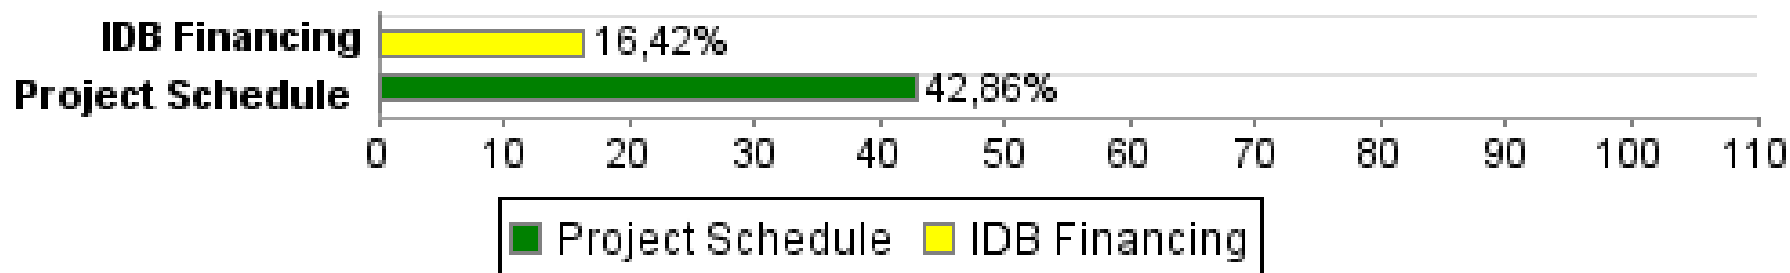 IDB Financing 16,42%
Project Schedule 42,86%
0 10 20 30 40 50 60 70 80 90 100 110
Project Schedule IDB Financing